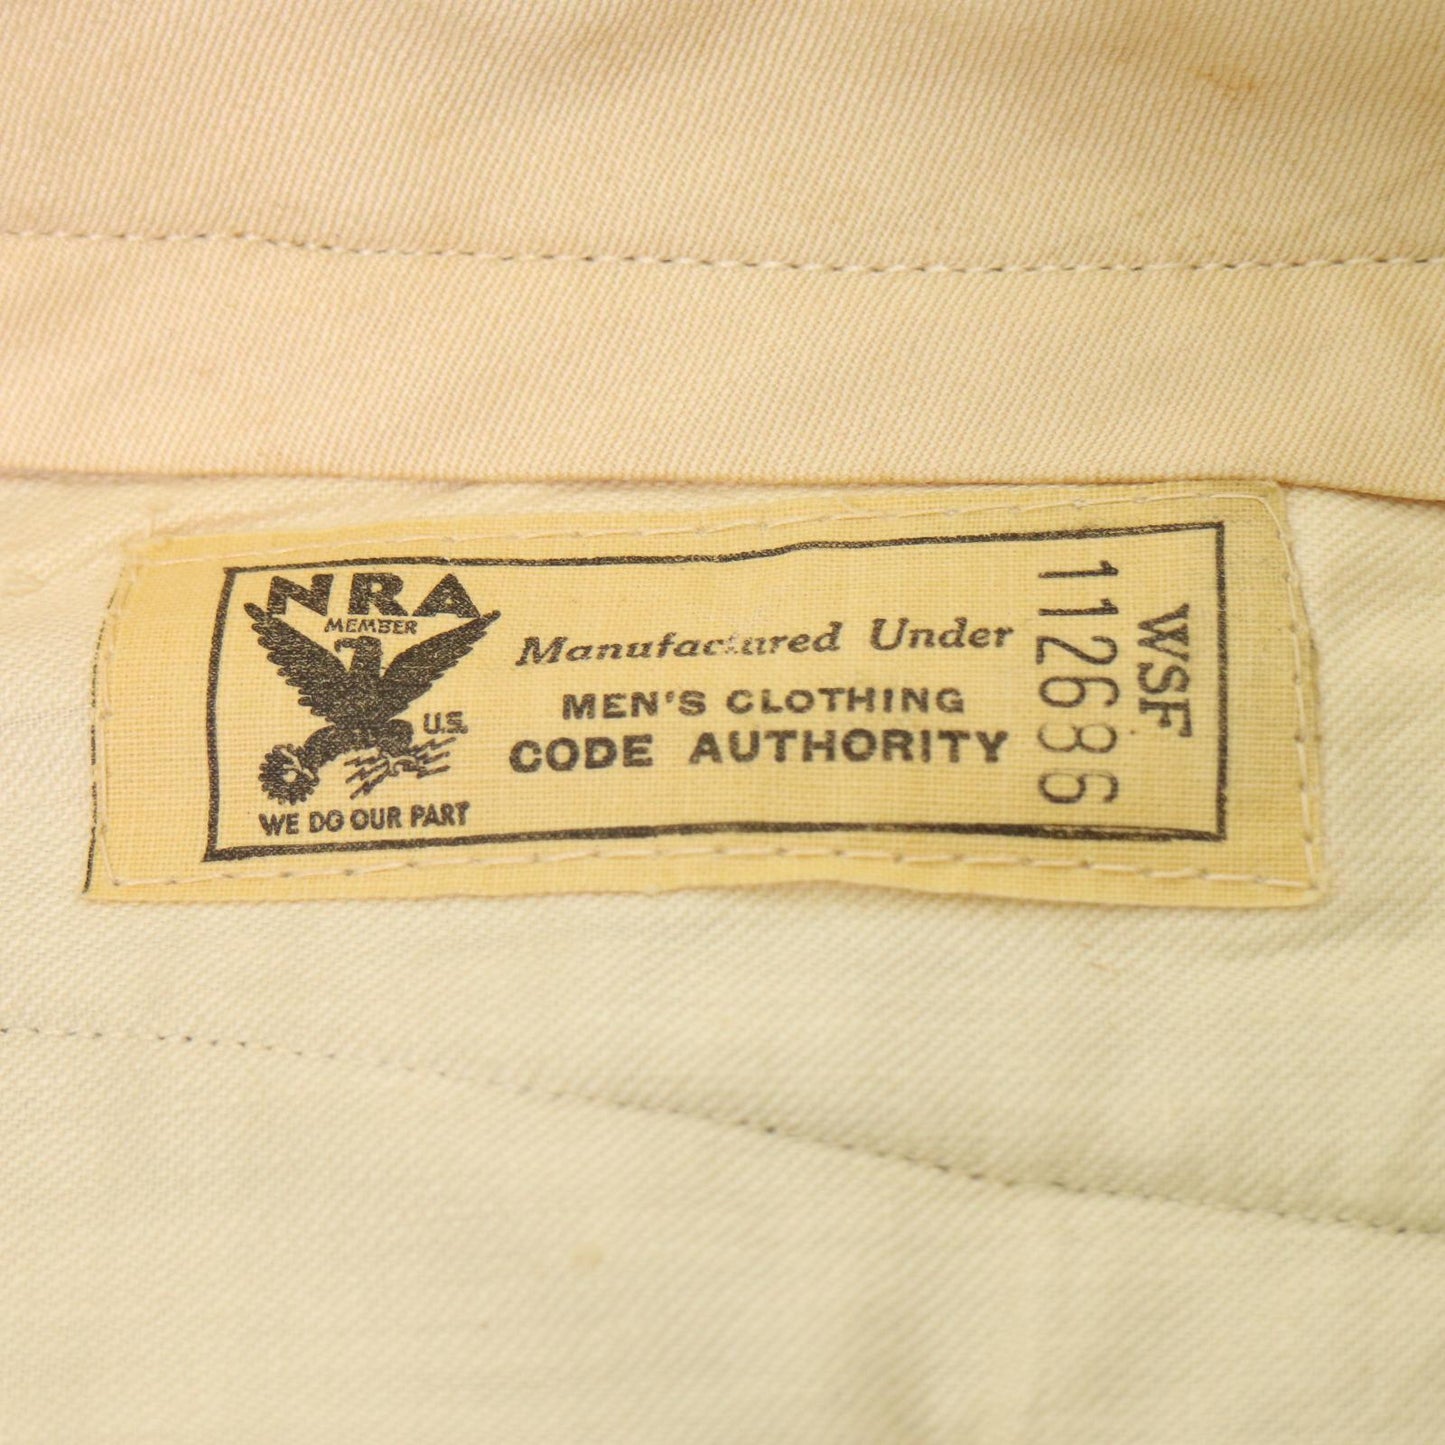 NRA
MEMBER
U.S.
WE DO OUR PART
Manufactured Under
MEN'S CLOTHING
CODE AUTHORITY
112686
WSF